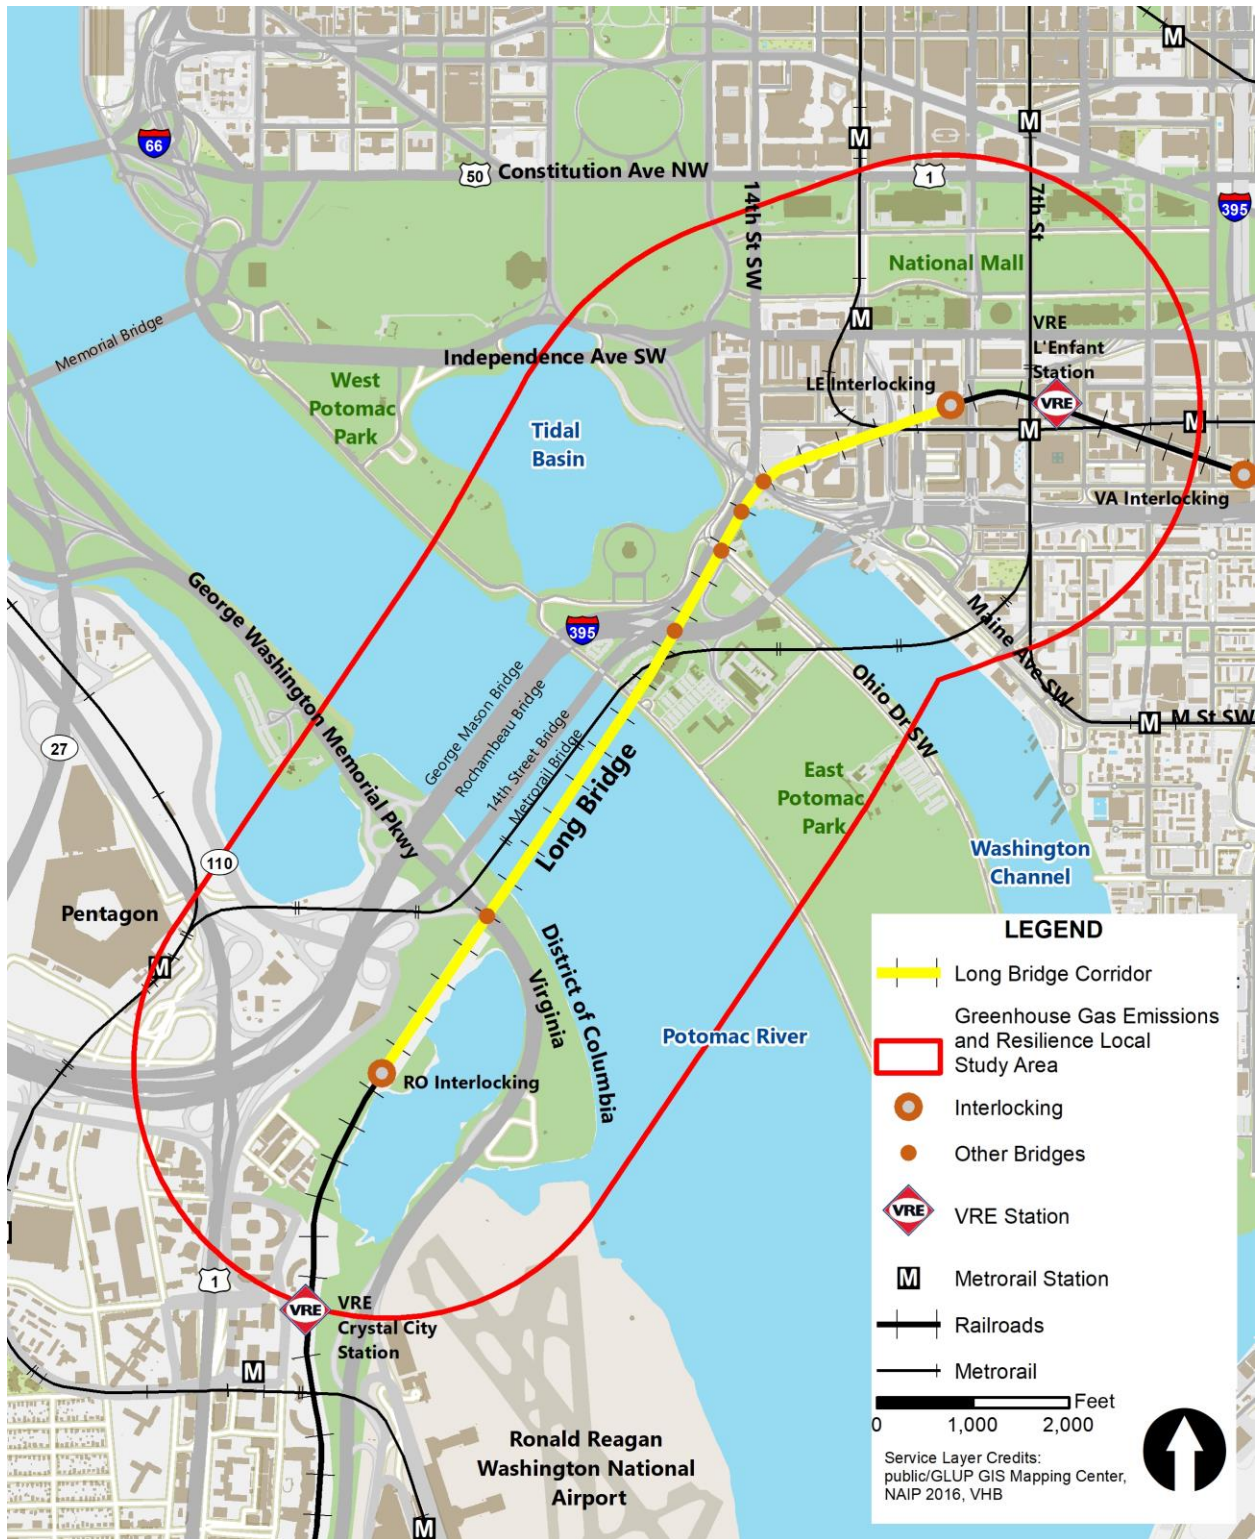 M
M
M
66
50
Constitution Ave NW
1
395
14th St SW
7th St
National Mall
Memorial Bridge
M
VRE
L'Enfant
Station
Independence Ave SW
West
Potomac
Park
LE Interlocking
VRE
Tidal
Basin
M
M
VA Interlocking
George Washington Memorial Pkwy
395
Maine Ave SW
George Mason Bridge
Rochambeau Bridge
14th Street Bridge
Metrorail Bridge
Long Bridge
Ohio Dr SW
M
M St SW
27
East
Potomac
Park
110
Washington
Channel
Pentagon
M
District of Columbia
Virginia
Potomac River
RO Interlocking
1
VRE
VRE
Crystal City
Station
M
Ronald Reagan
Washington National
Airport
M
LEGEND
Long Bridge Corridor
Greenhouse Gas Emissions
and Resilience Local
Study Area
Interlocking
Other Bridges
VRE
VRE Station
M
Metrorail Station
Railroads
Metrorail
Feet
0 1,000 2,000
Service Layer Credits:
public/GLUP GIS Mapping Center,
NAIP 2016, VHB